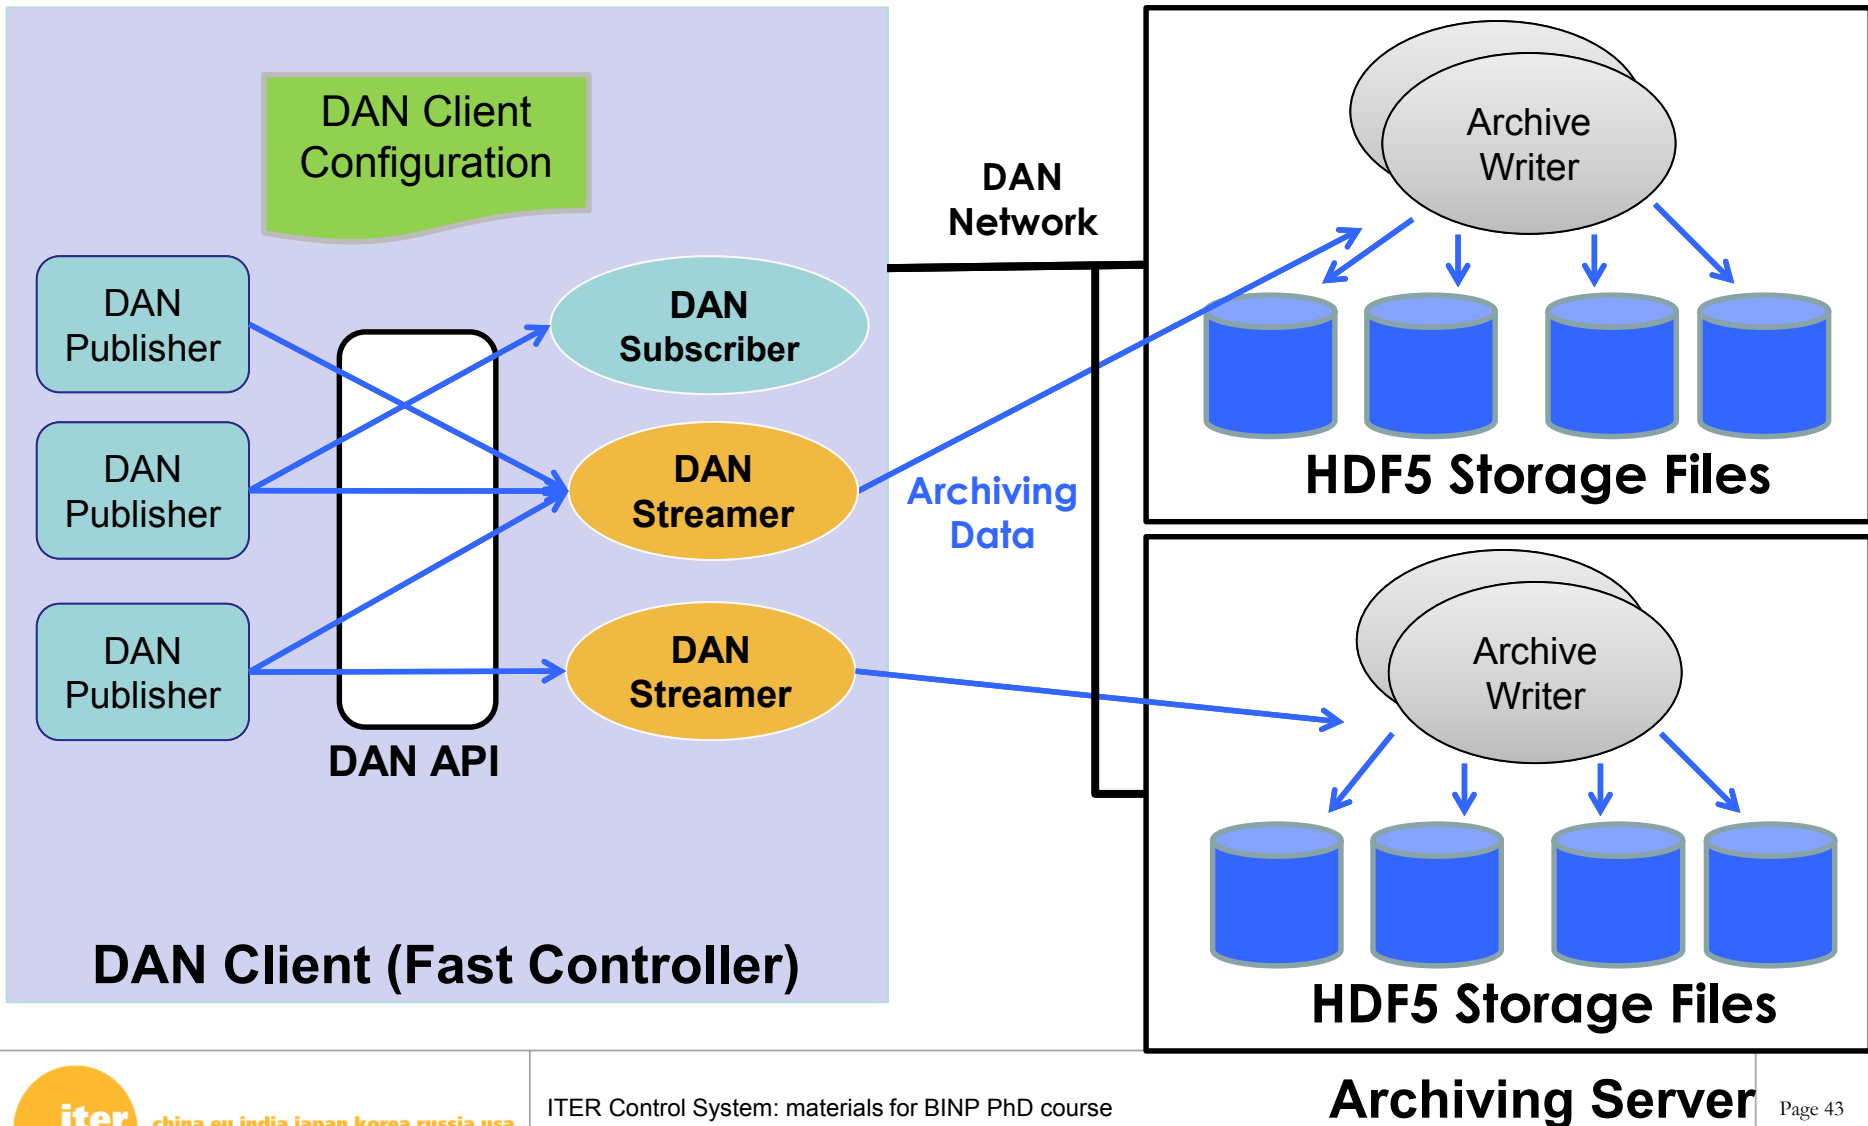 DAN Client
Configuration
DAN
Publisher
DAN
Publisher
DAN
Publisher
DAN API
DAN
Subscriber
DAN
Streamer
DAN
Streamer
DAN Client (Fast Controller)
DAN
Network
Archiving
Data
Archive
Writer
HDF5 Storage Files
Archive
Writer
HDF5 Storage Files
Archiving Server
iter
china eu india japan korea russia usa
ITER Control System: materials for BINP PhD course
Page 43